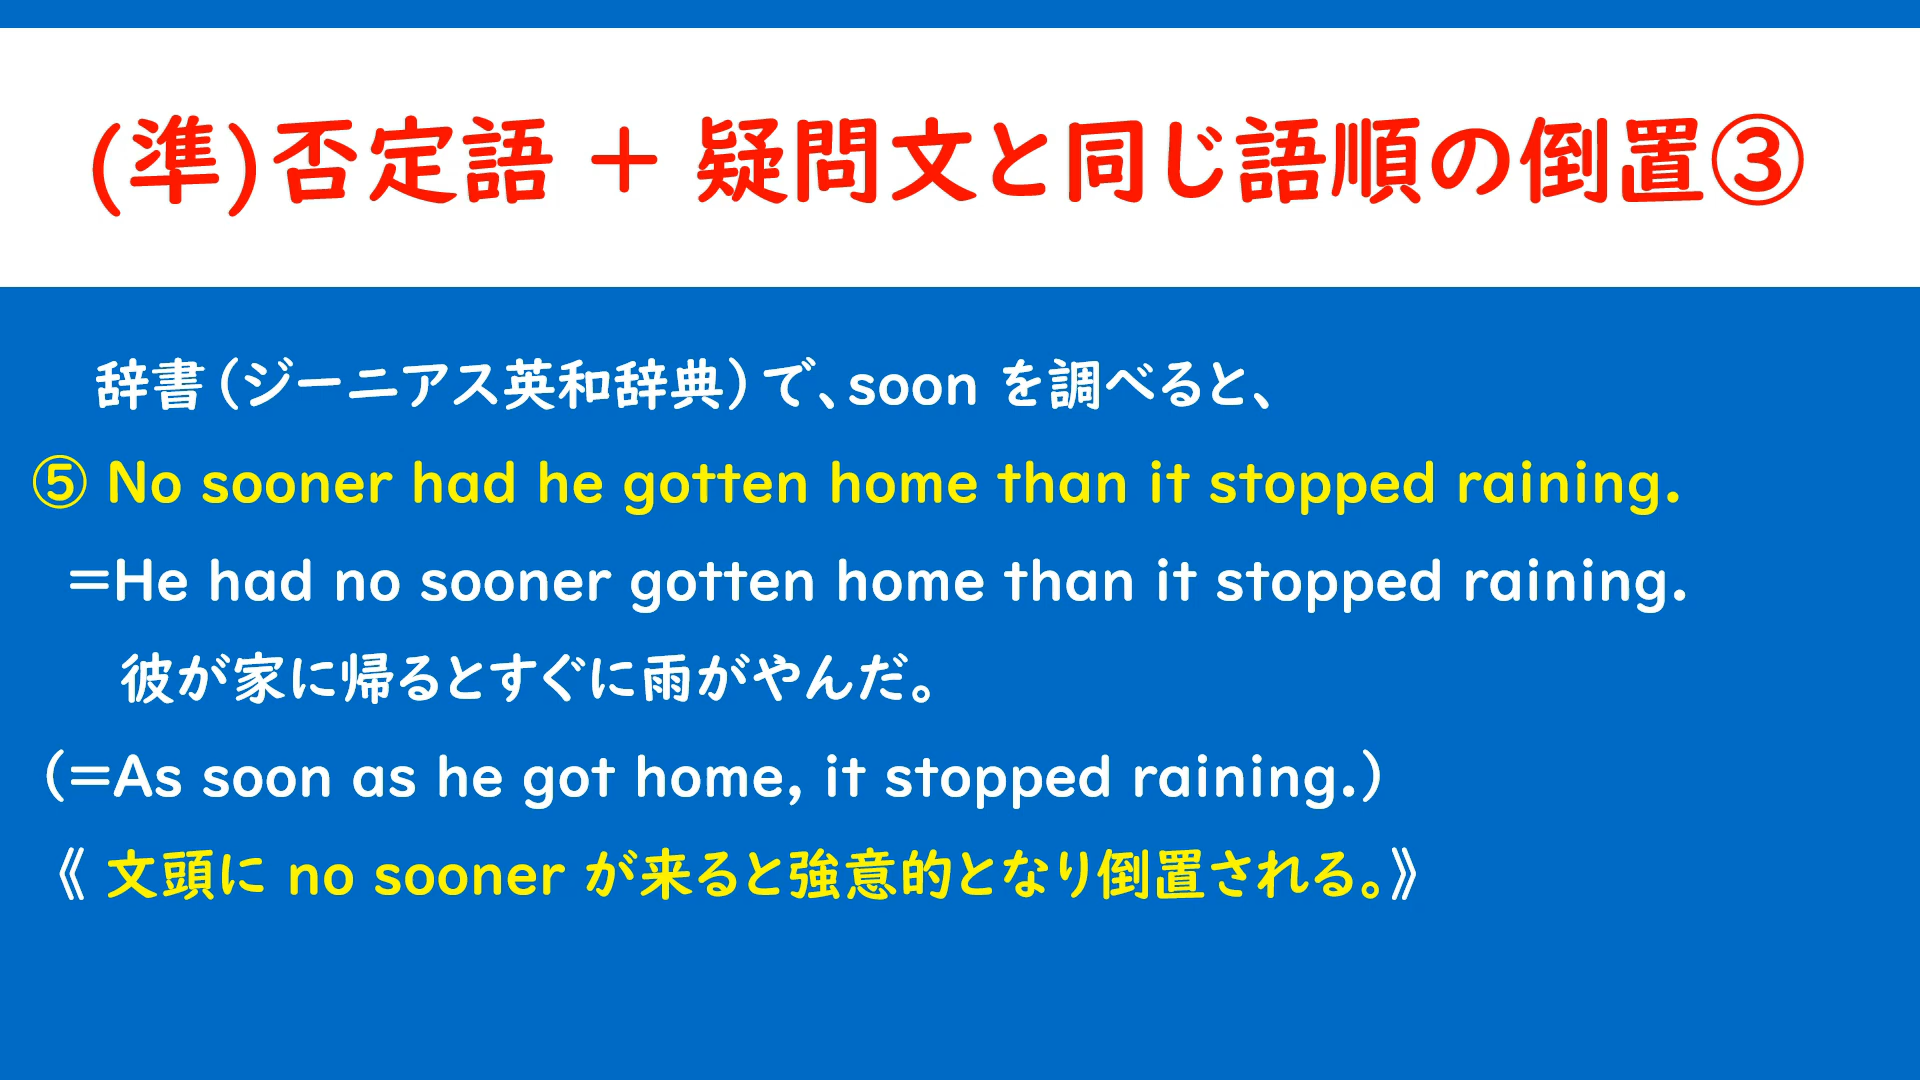 (準)否定語 + 疑問文と同じ語順の倒置③
辞書(ジーニアス英和辞典)で、soon を調べると、
⑤ No sooner had he gotten home than it stopped raining.
=He had no sooner gotten home than it stopped raining.
彼が家に帰るとすぐに雨がやんだ。
(=As soon as he got home, it stopped raining.)
《 文頭に no sooner が来ると強意的となり倒置される。》